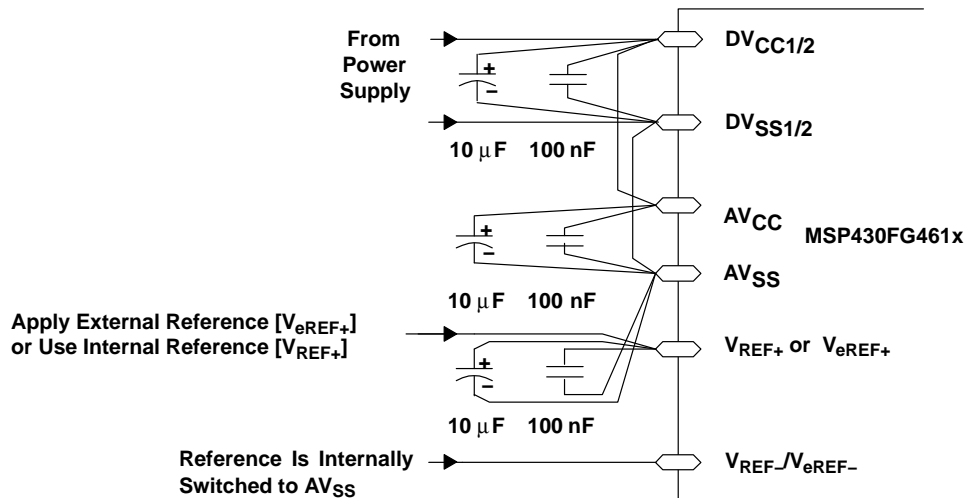 From
Power
Supply
DVCC1/2
+
−
DVSS1/2
10 μF 100 nF
AVCC
MSP430FG461x
+
−
AVSS
10 μF 100 nF
Apply External Reference [VeREF+]
or Use Internal Reference [VREF+]
VREF+ or VeREF+
+
−
10 μF 100 nF
Reference Is Internally
Switched to AVSS
VREF−/VeREF−